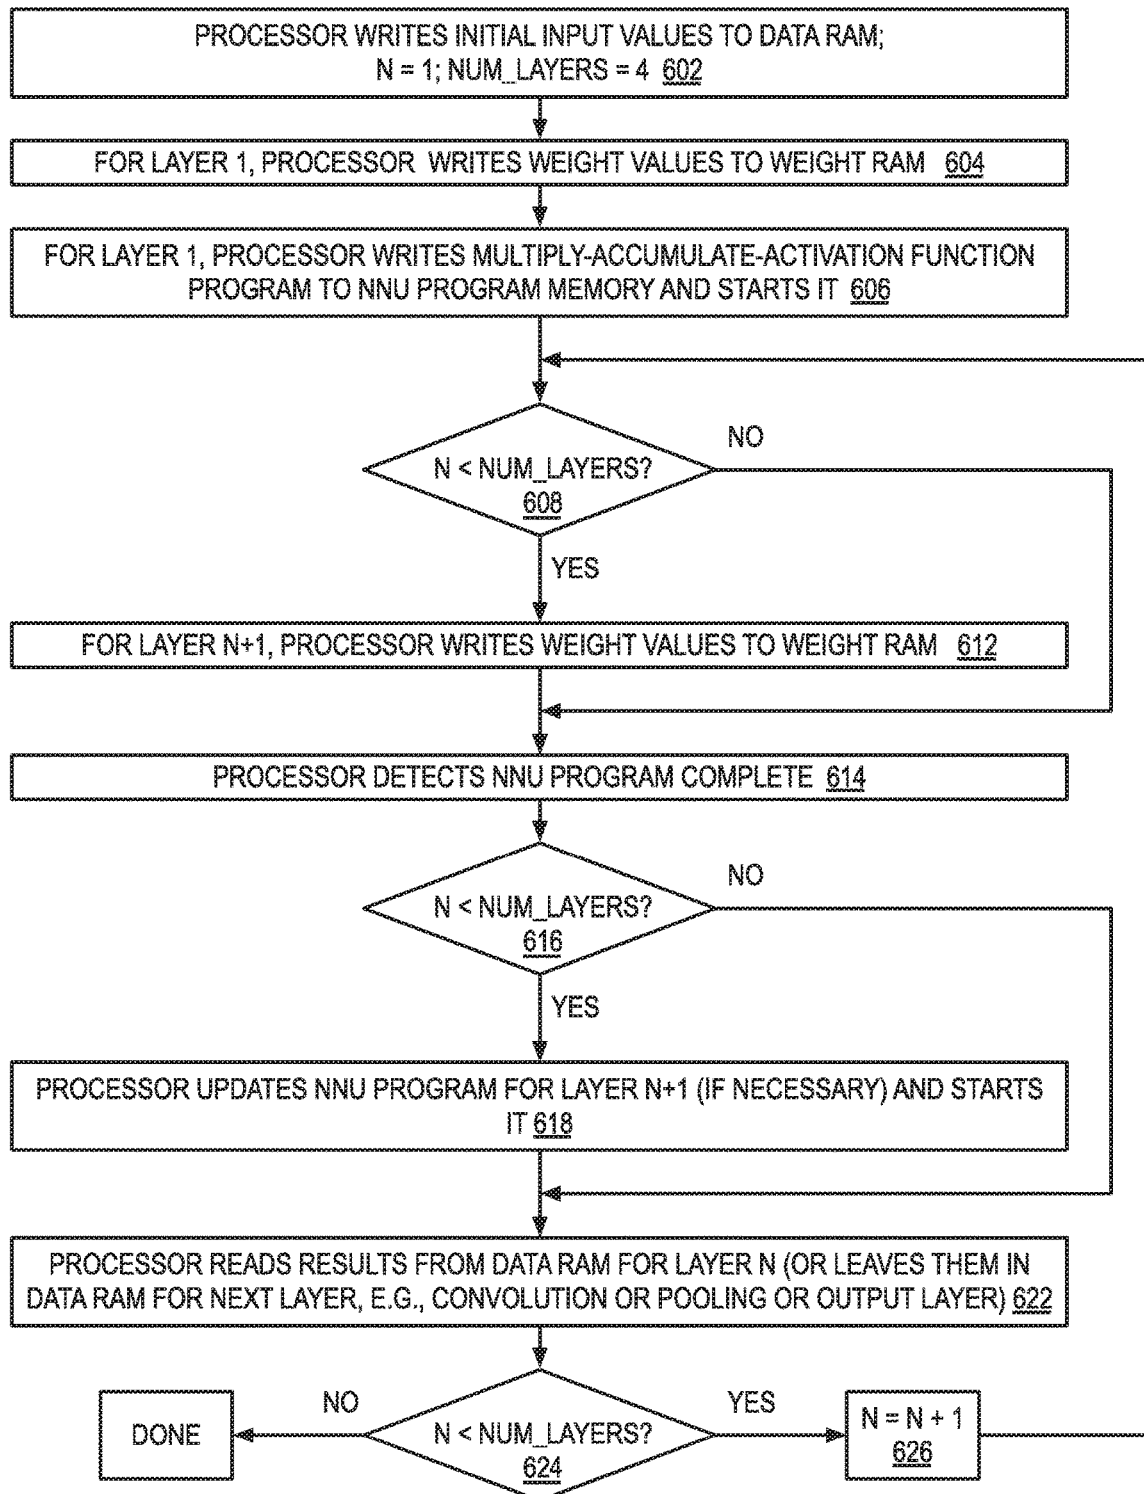 PROCESSOR WRITES INITIAL INPUT VALUES TO DATA RAM;
N = 1; NUM_LAYERS = 4 602
FOR LAYER 1, PROCESSOR WRITES WEIGHT VALUES TO WEIGHT RAM 604
FOR LAYER 1, PROCESSOR WRITES MULTIPLY-ACCUMULATE-ACTIVATION FUNCTION
PROGRAM TO NNU PROGRAM MEMORY AND STARTS IT 606
NO
N < NUM_LAYERS?
608
YES
FOR LAYER N+1, PROCESSOR WRITES WEIGHT VALUES TO WEIGHT RAM 612
PROCESSOR DETECTS NNU PROGRAM COMPLETE 614
NO
N < NUM_LAYERS?
616
YES
PROCESSOR UPDATES NNU PROGRAM FOR LAYER N+1 (IF NECESSARY) AND STARTS
IT 618
PROCESSOR READS RESULTS FROM DATA RAM FOR LAYER N (OR LEAVES THEM IN
DATA RAM FOR NEXT LAYER, E.G., CONVOLUTION OR POOLING OR OUTPUT LAYER) 622
NO
YES
DONE
N < NUM_LAYERS?
624
N = N + 1
626